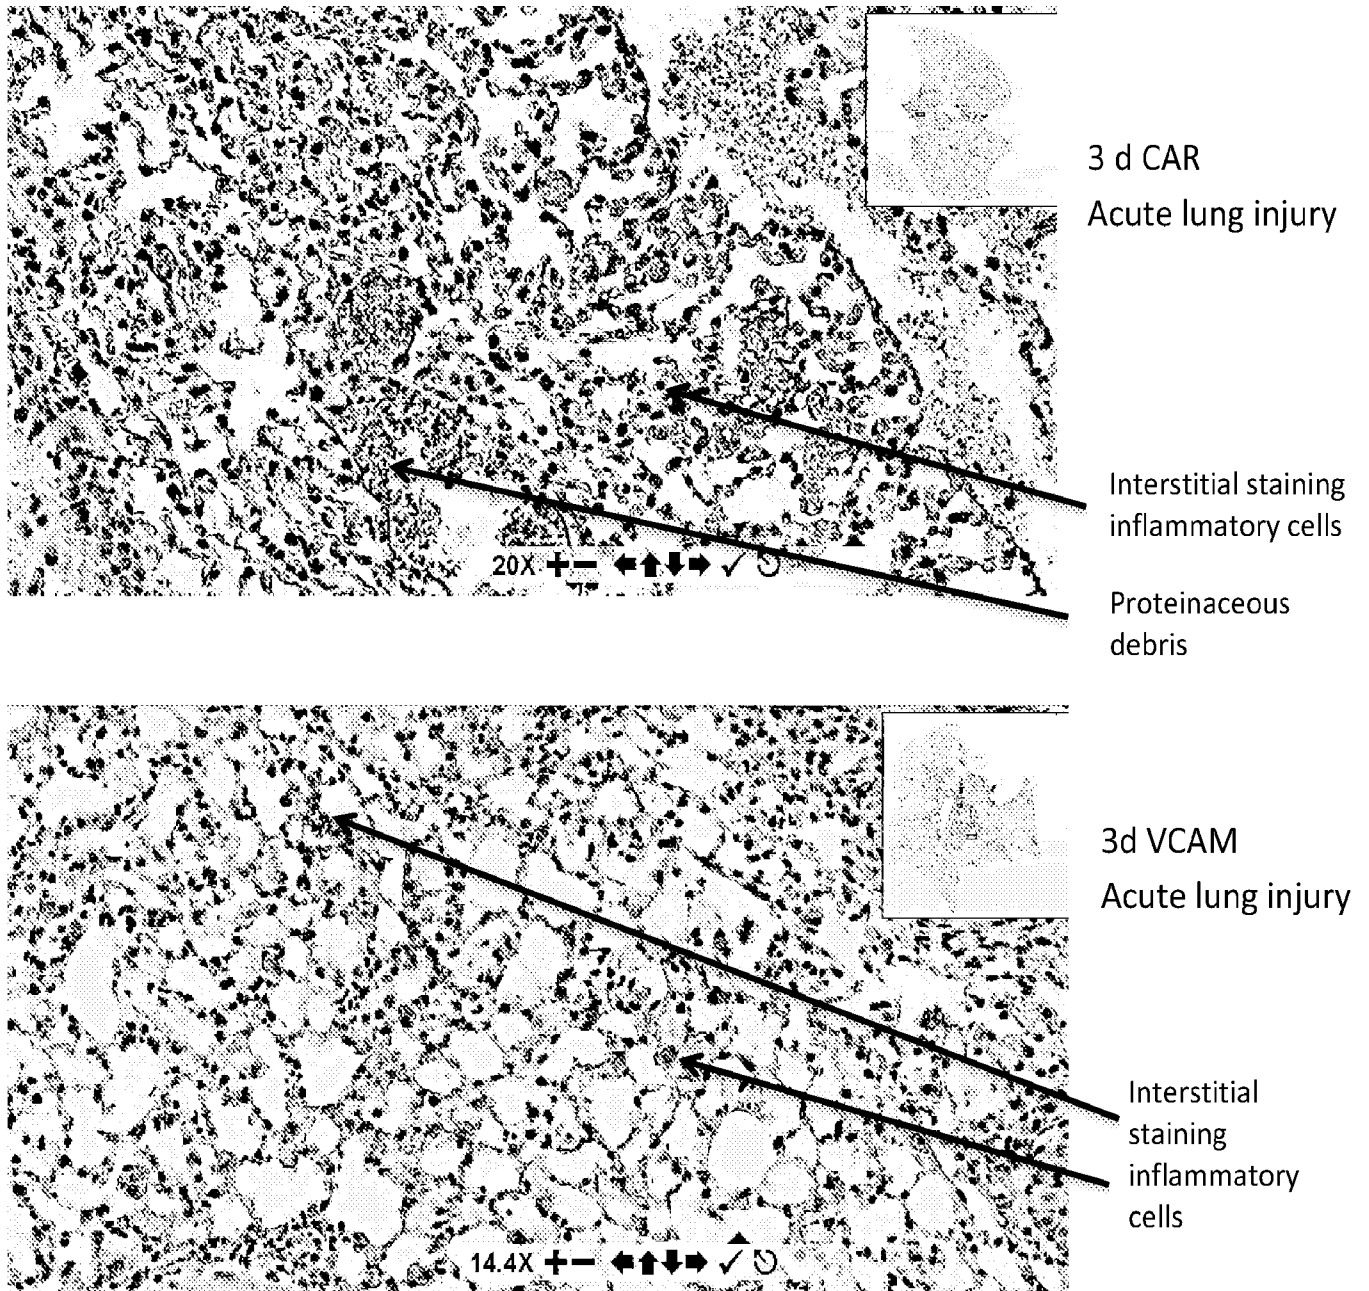 3 d CAR
Acute lung injury
Interstitial staining
inflammatory cells
20X
Proteinaceous
debris
3d VCAM
Acute lung injury
Interstitial
staining
inflammatory
cells
14.4X